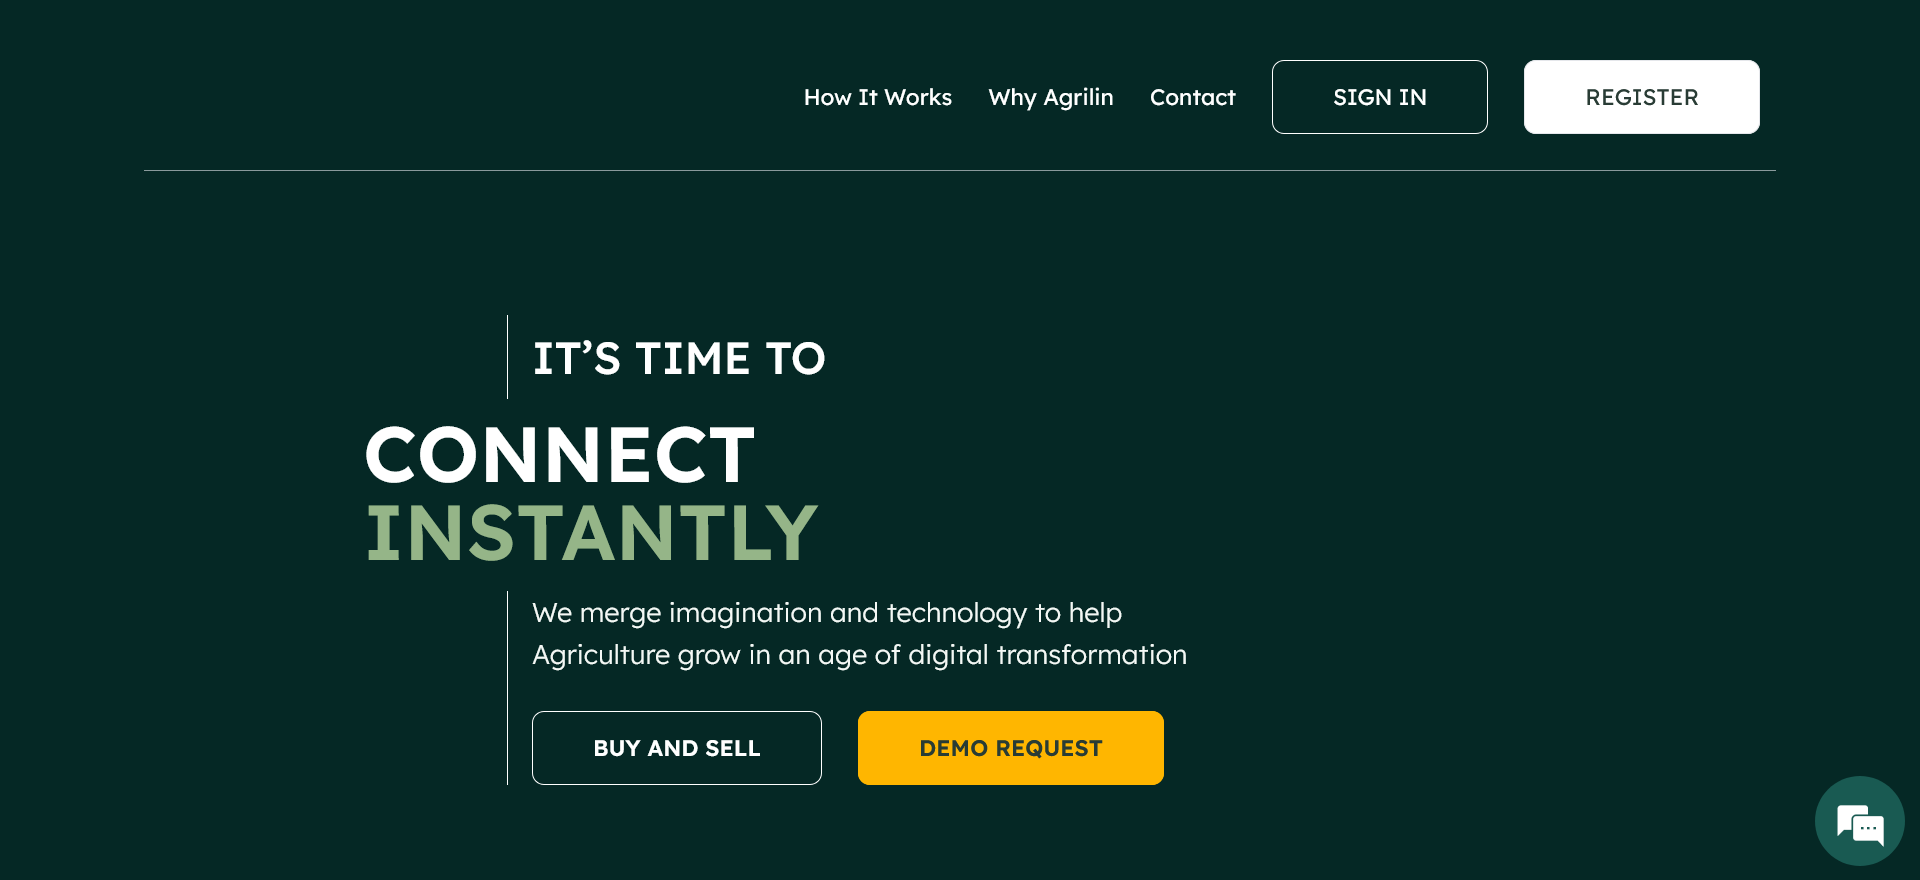 How It Works
Why Agrilin
Contact
SIGN IN
REGISTER
IT’S TIME TO
CONNECT
INSTANTLY
We merge imagination and technology to help
Agriculture grow in an age of digital transformation
BUY AND SELL
DEMO REQUEST